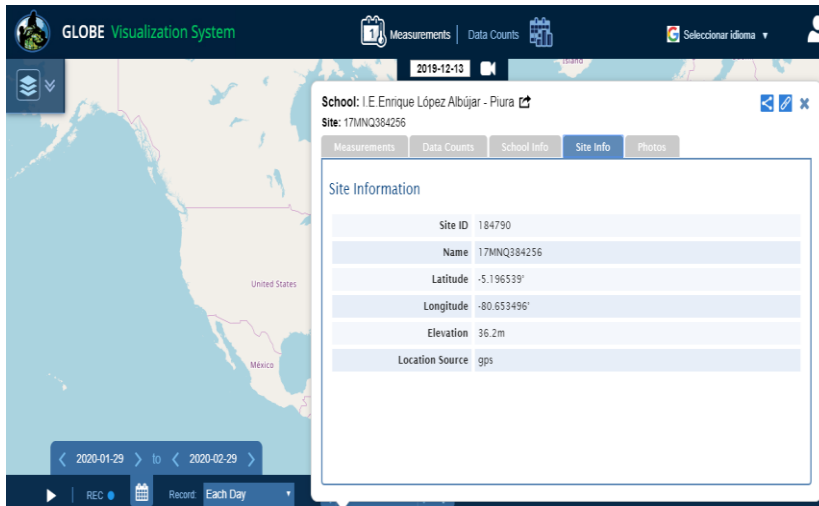 GLOBE Visualization System
1 Measurements | Data Counts
Seleccionar idioma ▼
2019-12-13
School: I.E.Enrique López Albújar - Piura
Site: 17MNQ384256
Measurements Data Counts School Info Site Info Photos
Site Information
Site ID 184790
Name 17MNQ384256
Latitude -5.196539°
Longitude -80.653496°
Elevation 36.2m
Location Source gps
United States
México
2020-01-29 to 2020-02-29
REC Record: Each Day